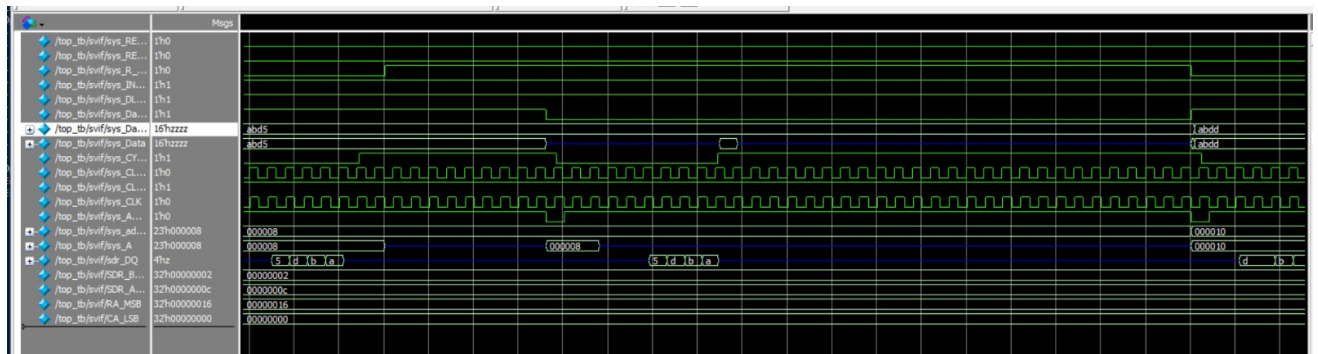 Msgs
/top_tb/svif/sys_RE... 1'h0
/top_tb/svif/sys_RE... 1'h0
/top_tb/svif/sys_R_... 1'h0
/top_tb/svif/sys_IN... 1'h1
/top_tb/svif/sys_DL... 1'h1
/top_tb/svif/sys_Da... 1'h1
/top_tb/svif/sys_Da... 16'hzzzz abd5 abdd
/top_tb/svif/sys_Data 16'hzzzz abd5 abdd
/top_tb/svif/sys_CY... 1'h1
/top_tb/svif/sys_CL... 1'h0
/top_tb/svif/sys_CL... 1'h1
/top_tb/svif/sys_CLK 1'h0
/top_tb/svif/sys_A... 1'h0
/top_tb/svif/sys_ad... 23'h000008 000008 000010
/top_tb/svif/sys_A 23'h000008 000008 000008 000010
/top_tb/svif/sdr_DQ 4'hz 5 d b a 5 d b a d b
/top_tb/svif/SDR_B... 32'h00000002 00000002
/top_tb/svif/SDR_A... 32'h0000000c 0000000c
/top_tb/svif/RA_MSB 32'h00000016 00000016
/top_tb/svif/CA_LSB 32'h00000000 00000000